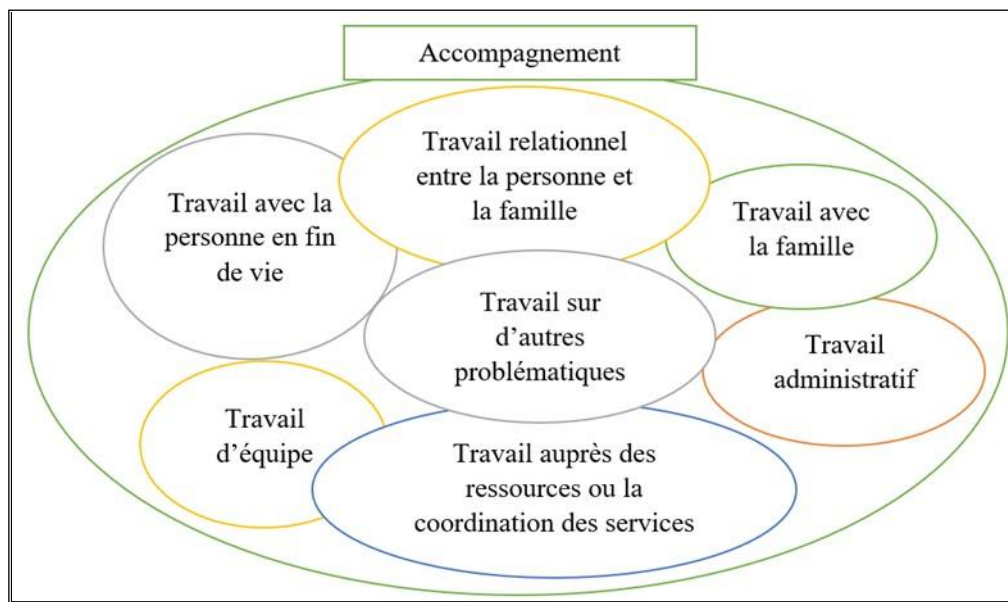 Accompagnement
Travail relationnel
entre la personne et
la famille
Travail avec la
personne en fin
de vie
Travail avec
la famille
Travail sur
d'autres
problématiques
Travail
administratif
Travail
d'équipe
Travail auprès des
ressources ou la
coordination des services